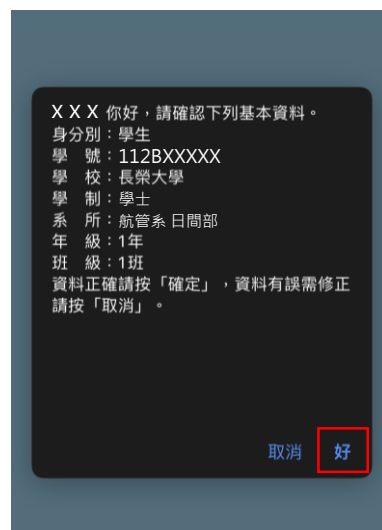 X X X 你好，請確認下列基本資料。
身分別：學生
學　號：112BXXXXX
學　校：長榮大學
學　制：學士
系　所：航管系 日間部
年　級：1年
班　級：1班
資料正確請按「確定」，資料有誤需修正
請按「取消」。
取消　好